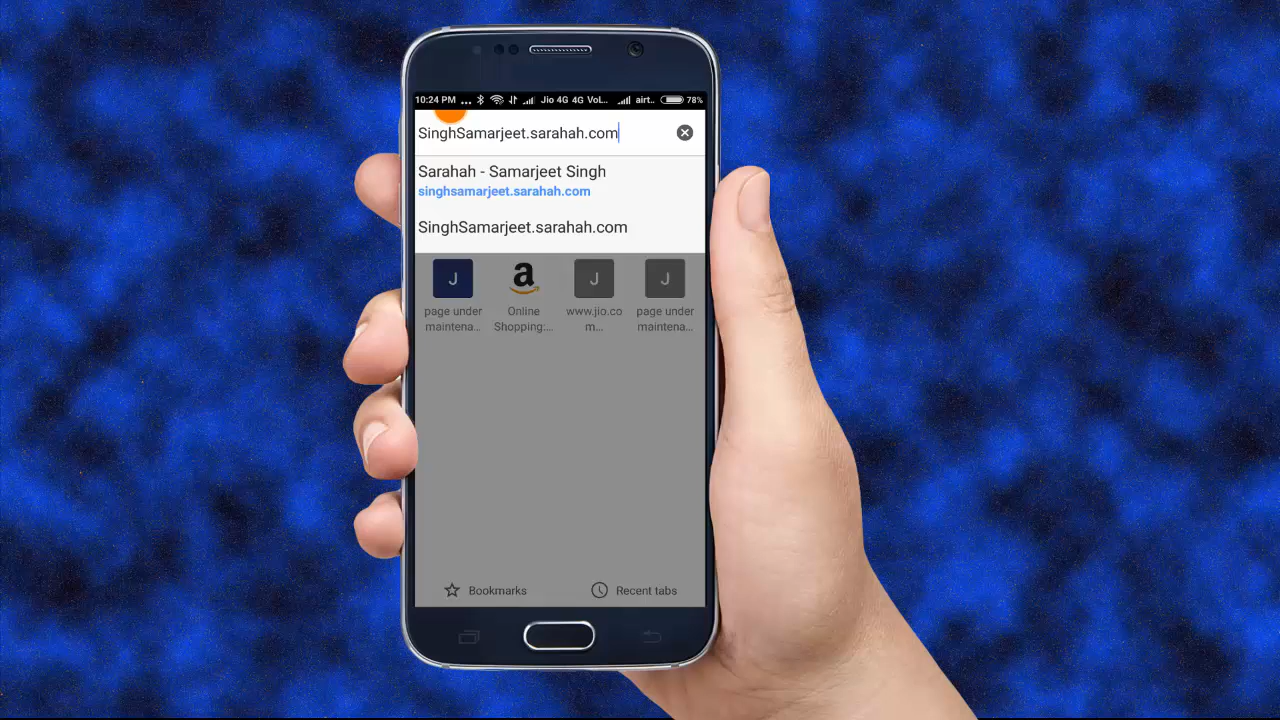 10:24 PM ... Jio 4G 4G VoL... airt.. 78%
SinghSamarjeet.sarahah.com
Sarahah - Samarjeet Singh
singhsamarjeet.sarahah.com
SinghSamarjeet.sarahah.com
J a J J
page under maintena...
Online Shopping:...
www.jio.co m...
page under maintena...
Bookmarks Recent tabs